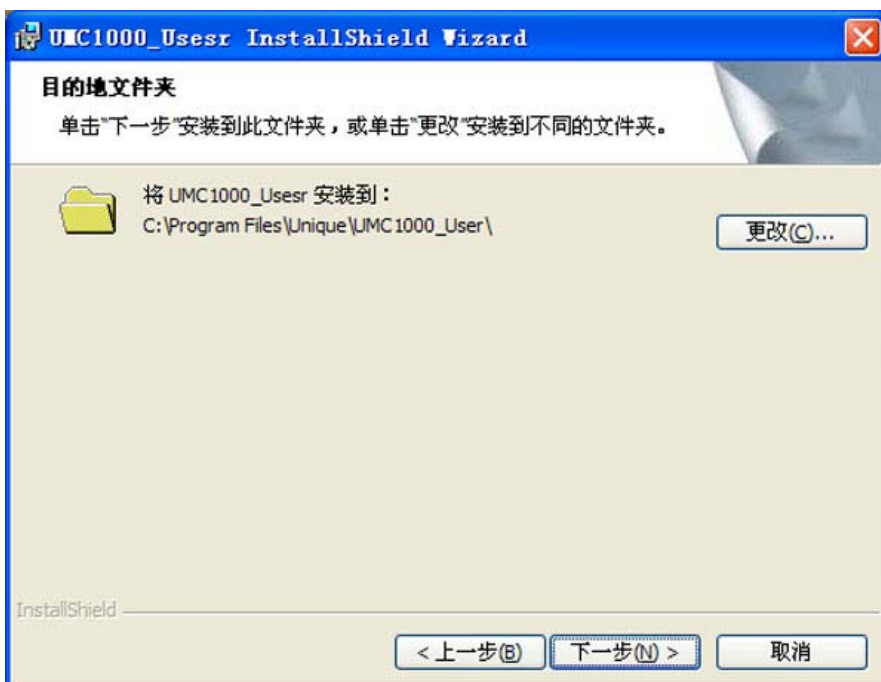 UMC1000_Usesr InstallShield Wizard
目的地文件夹
单击“下一步”安装到此文件夹，或单击“更改”安装到不同的文件夹。
将 UMC1000_Usesr 安装到：
C:\Program Files\Unique\UMC1000_User\
更改(C)...
InstallShield
< 上一步(B)
下一步(N) >
取消